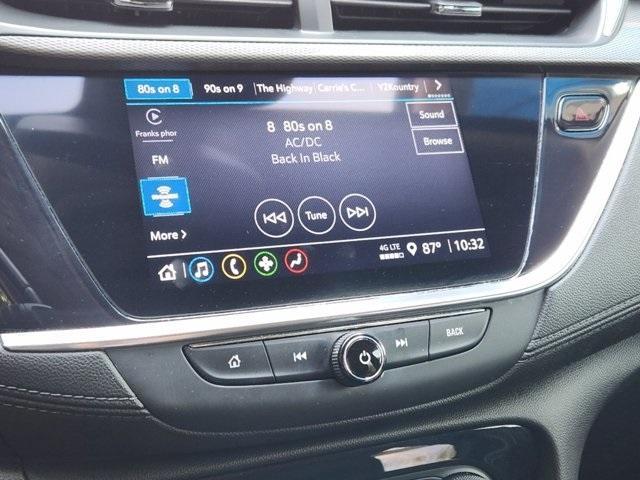 80s on 8 90s on 9 The Highway Carrie's C... Y2Kountry
Franks phor
FM
More
8 80s on 8
AC/DC
Back In Black
Sound
Browse
Tune
4G LTE
87° 10:32
BACK